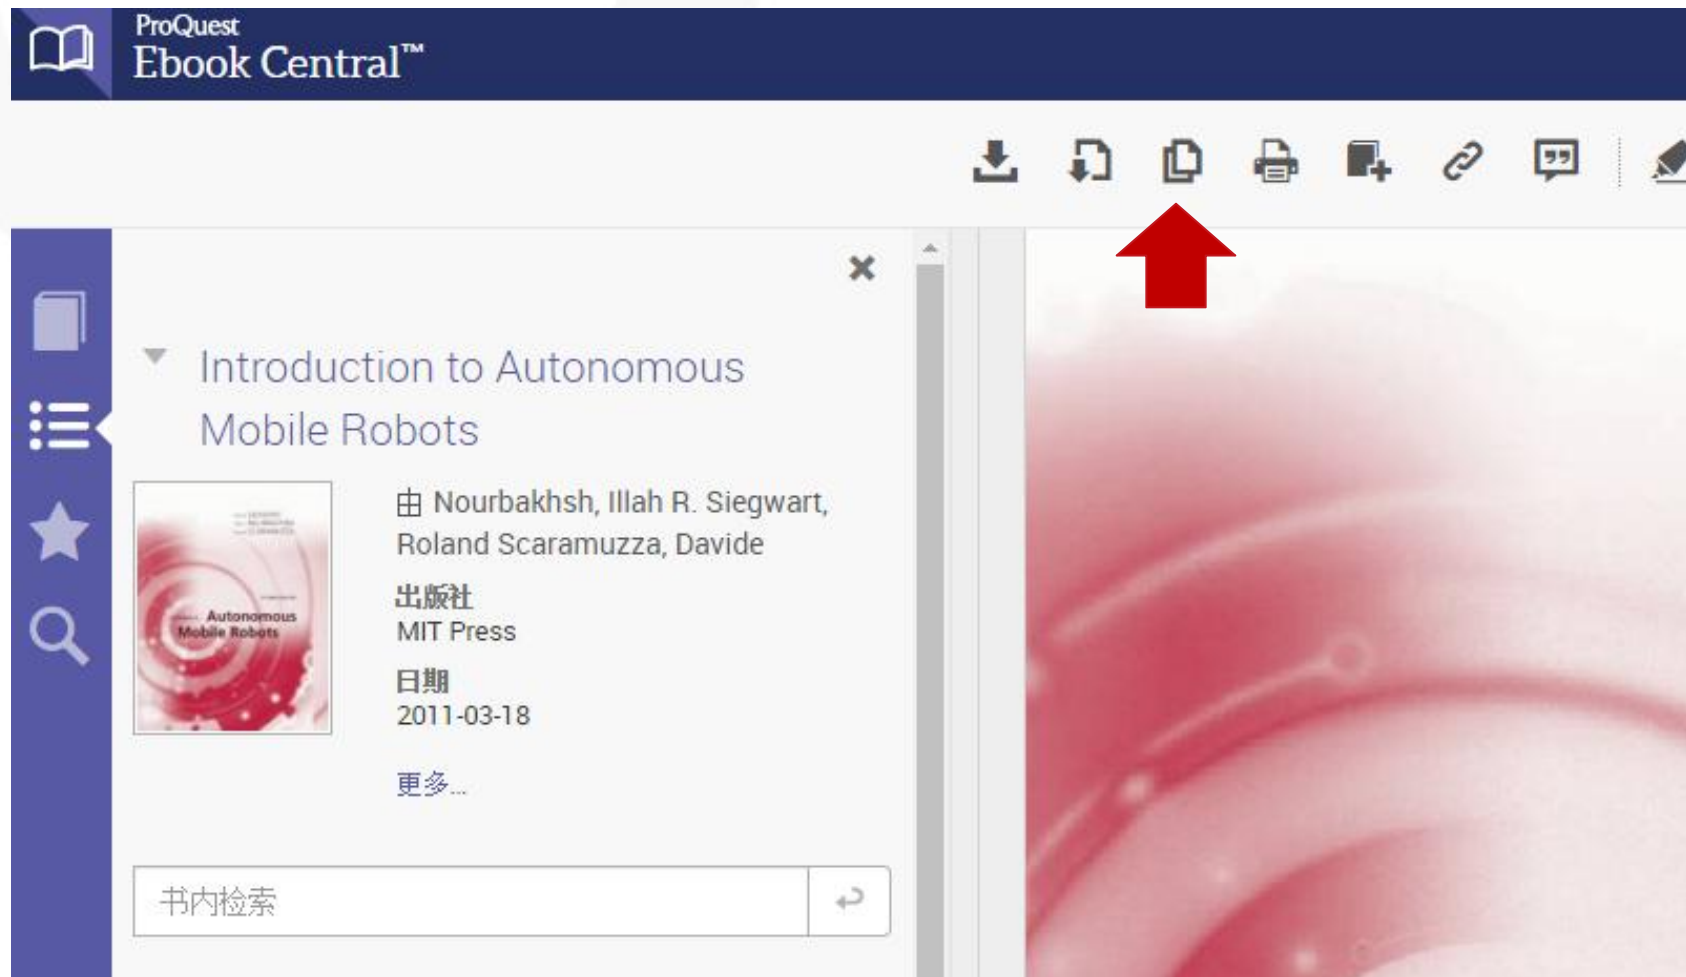 ProQuest
Ebook Central™
Introduction to Autonomous
Mobile Robots
由 Nourbakhsh, Illah R. Siegwart,
Roland Scaramuzza, Davide
出版社
MIT Press
日期
2011-03-18
更多...
Autonomous
Mobile Robots
书内检索